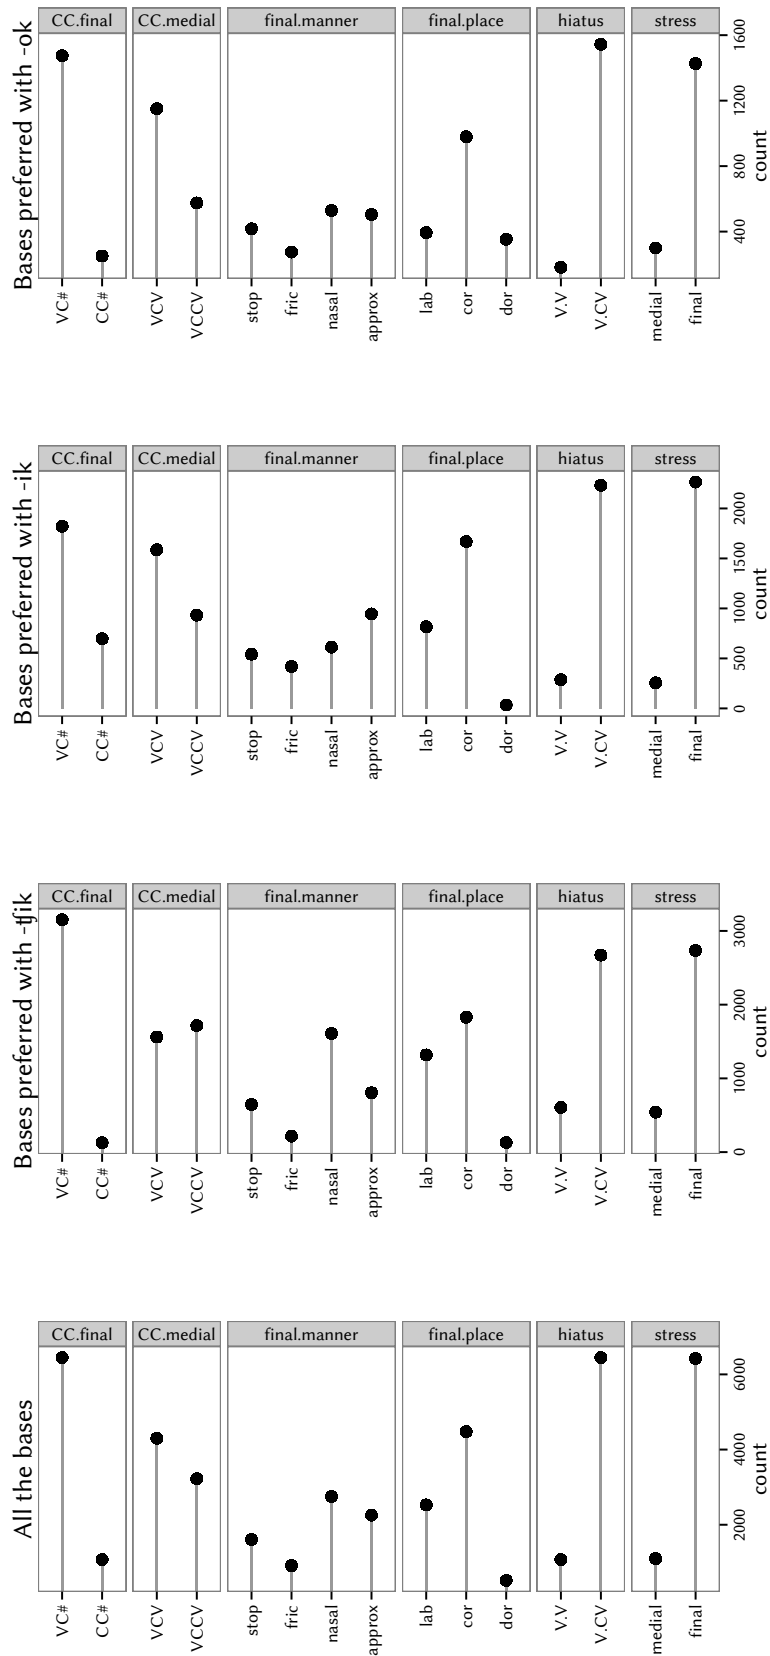 Bases preferred with -ok
CC.final CC.medial final.manner final.place hiatus stress
400 800 1200 1600
count
VC# CC# VCV VCCV stop fric nasal approx lab cor dor V.V V.CV medial final
Bases preferred with -ik
CC.final CC.medial final.manner final.place hiatus stress
0 500 1000 1500 2000
count
VC# CC# VCV VCCV stop fric nasal approx lab cor dor V.V V.CV medial final
Bases preferred with -t͡ʃik
CC.final CC.medial final.manner final.place hiatus stress
0 1000 2000 3000
count
VC# CC# VCV VCCV stop fric nasal approx lab cor dor V.V V.CV medial final
All the bases
CC.final CC.medial final.manner final.place hiatus stress
2000 4000 6000
count
VC# CC# VCV VCCV stop fric nasal approx lab cor dor V.V V.CV medial final